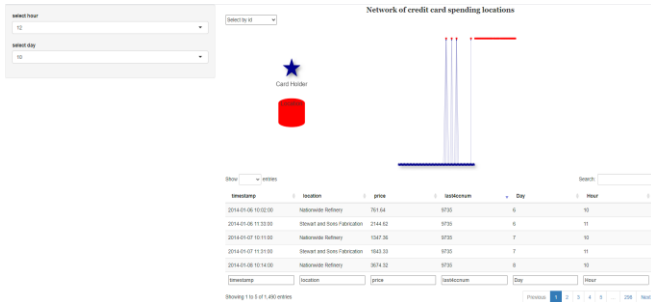 select hour
12
select day
10
Network of credit card spending locations
Select by id
Card Holder
Show entries
Search:
timestamp location price last4ccnum Day Hour
2014-01-06 10:02:00 Nationwide Refinery 761.64 9735 6 10
2014-01-06 11:33:00 Stewart and Sons Fabrication 2144.62 9735 6 11
2014-01-07 10:11:00 Nationwide Refinery 1347.36 9735 7 10
2014-01-07 11:31:00 Stewart and Sons Fabrication 1843.33 9735 7 11
2014-01-08 10:14:00 Nationwide Refinery 3674.32 9735 8 10
timestamp location price last4ccnum Day Hour
Showing 1 to 5 of 1,490 entries
Previous 1 2 3 4 5 ... 298 Next